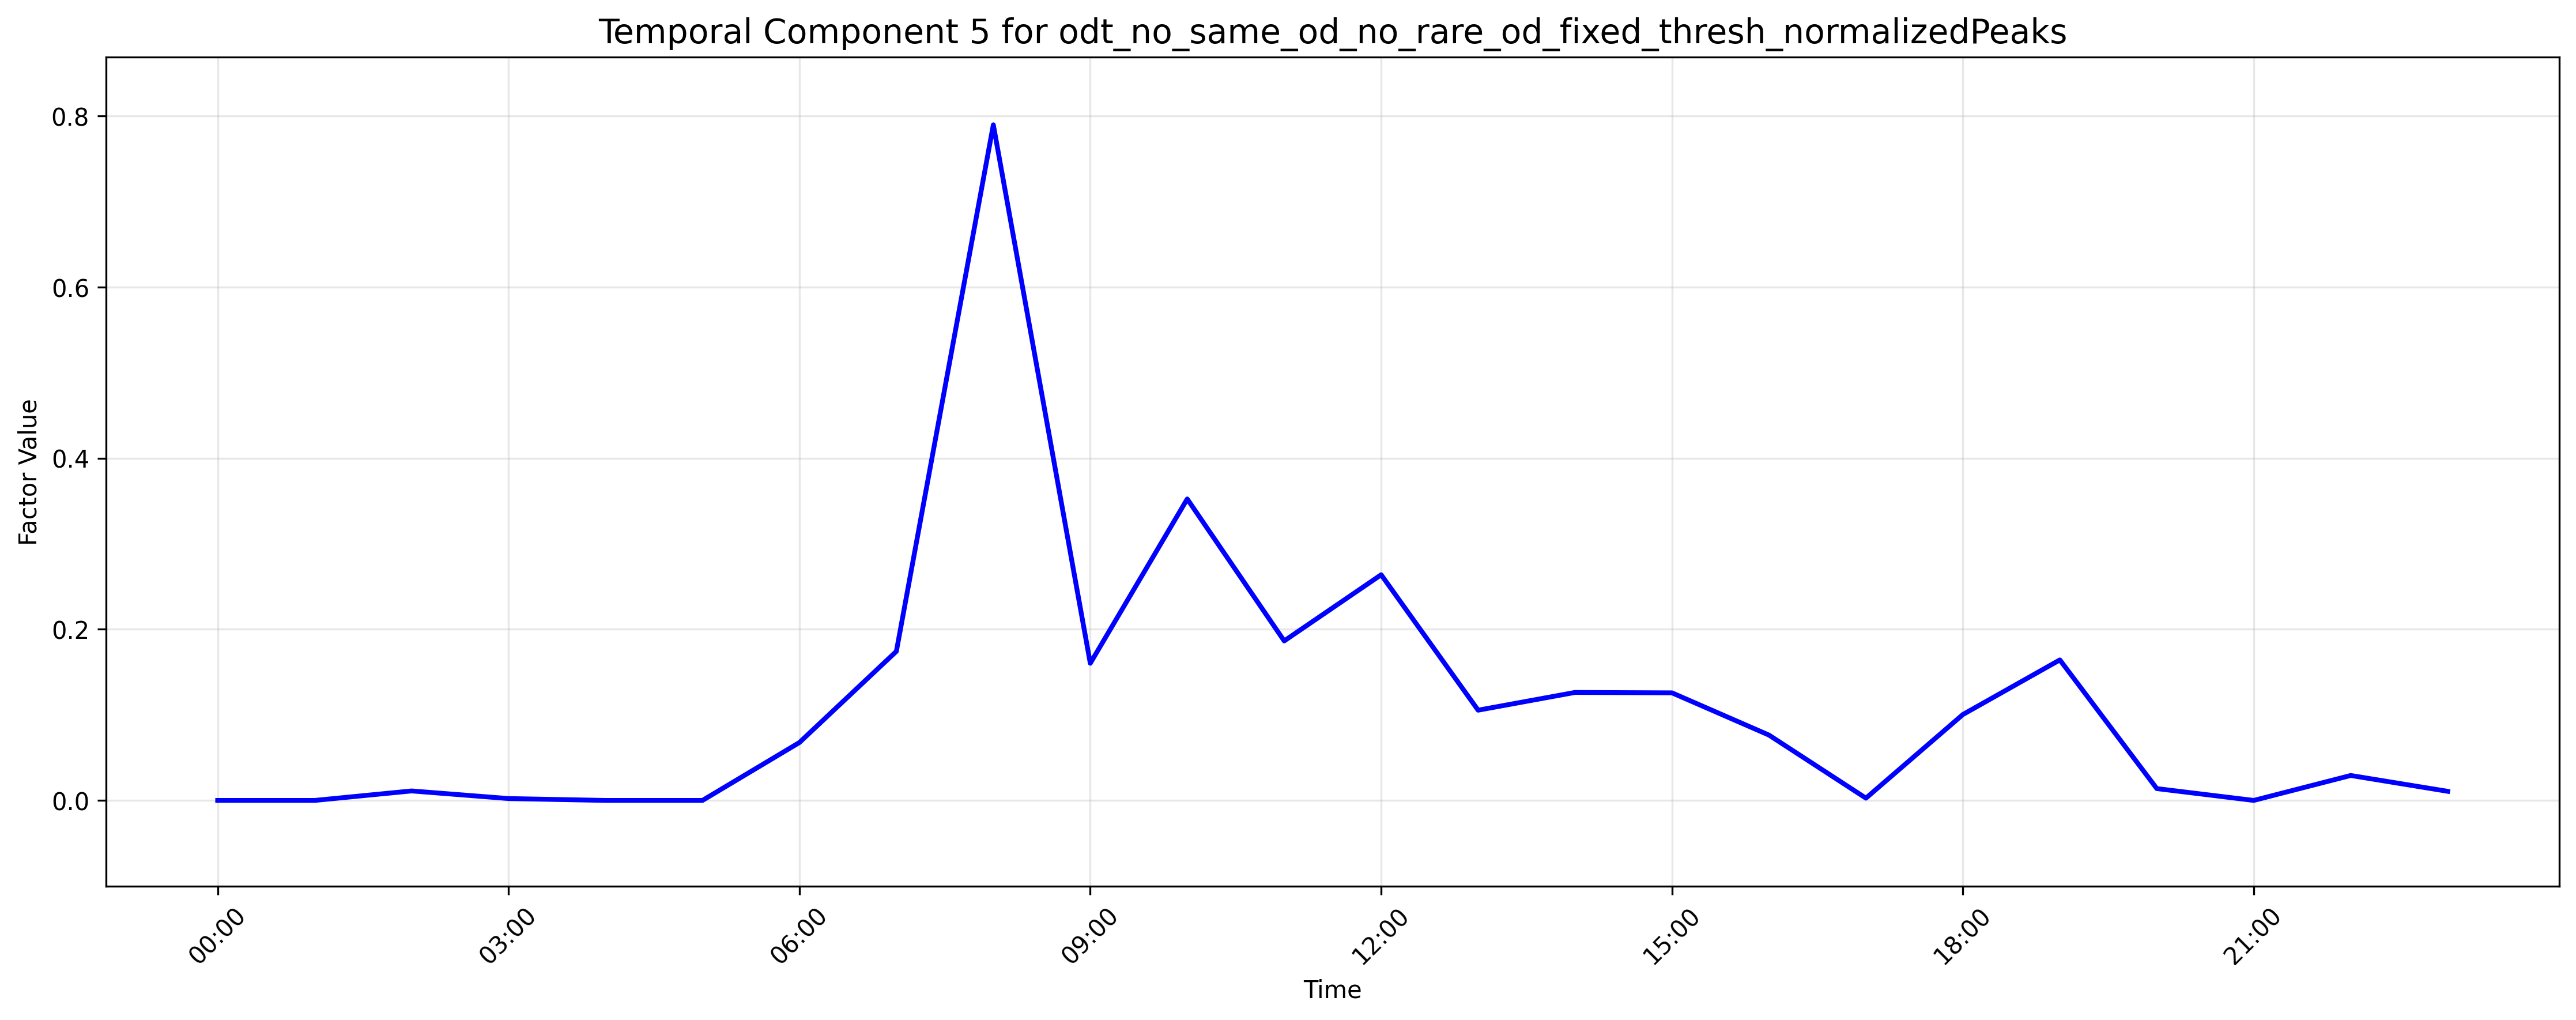 Temporal Component 5 for odt_no_same_od_no_rare_od_fixed_thresh_normalizedPeaks
0.8
0.6
0.4
0.2
0.0
Factor Value
00:00 03:00 06:00 09:00 12:00 15:00 18:00 21:00
Time